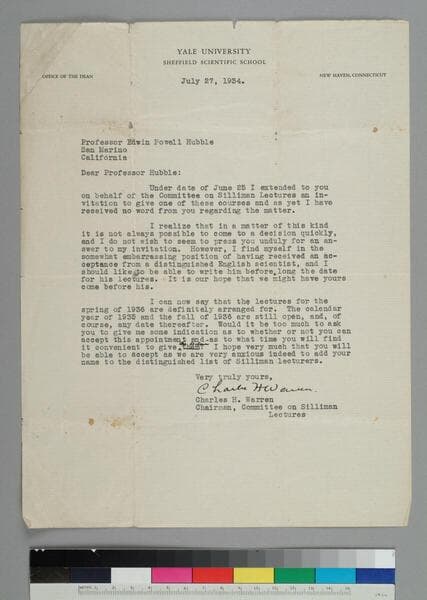 YALE UNIVERSITY
SHEFFIELD SCIENTIFIC SCHOOL
OFFICE OF THE DEAN
NEW HAVEN, CONNECTICUT
July 27, 1934.
Professor Edwin Powell Hubble
San Marino
California
Dear Professor Hubble:
Under date of June 25 I extended to you
on behalf of the Committee on Silliman Lectures an in-
vitation to give one of these courses and as yet I have
received no word from you regarding the matter.
I realize that in a matter of this kind
it is not always possible to come to a decision quickly,
and I do not wish to seem to press you unduly for an an-
swer to my invitation. However, I find myself in the
somewhat embarrassing position of having received an ac-
ceptance from a distinguished English scientist, and I
should like to be able to write him before long the date
for his lectures. It is our hope that we might have yours
come before his.
I can now say that the lectures for the
spring of 1936 are definitely arranged for. The calendar
year of 1935 and the fall of 1936 are still open, and, of
course, any date thereafter. Would it be too much to ask
you to give me some indication as to whether or not you can
accept this appointment and as to what time you will find
it convenient to give I hope very much that you will
be able to accept as we are very anxious indeed to add your
name to the distinguished list of Silliman lecturers.
Very truly yours,
Charles H Warren.
Charles H. Warren
Chairman, Committee on Silliman
Lectures